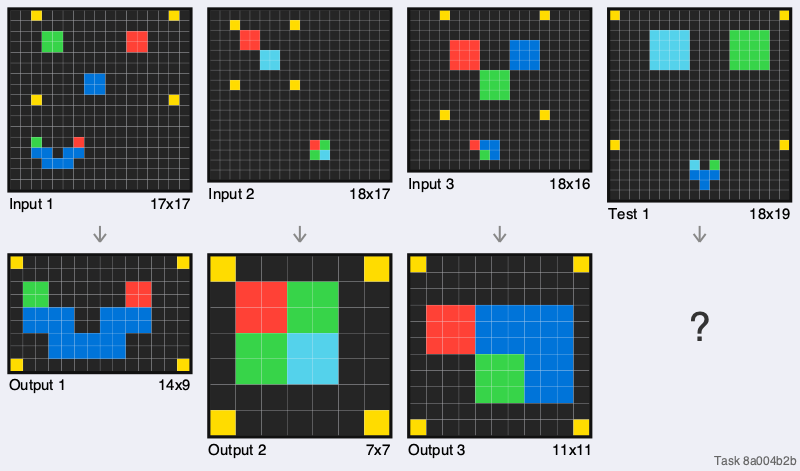 Input 1 17x17
Input 2 18x17
Input 3 18x16
Test 1 18x19
?
Output 1 14x9
Output 2 7x7
Output 3 11x11
Task 8a004b2b